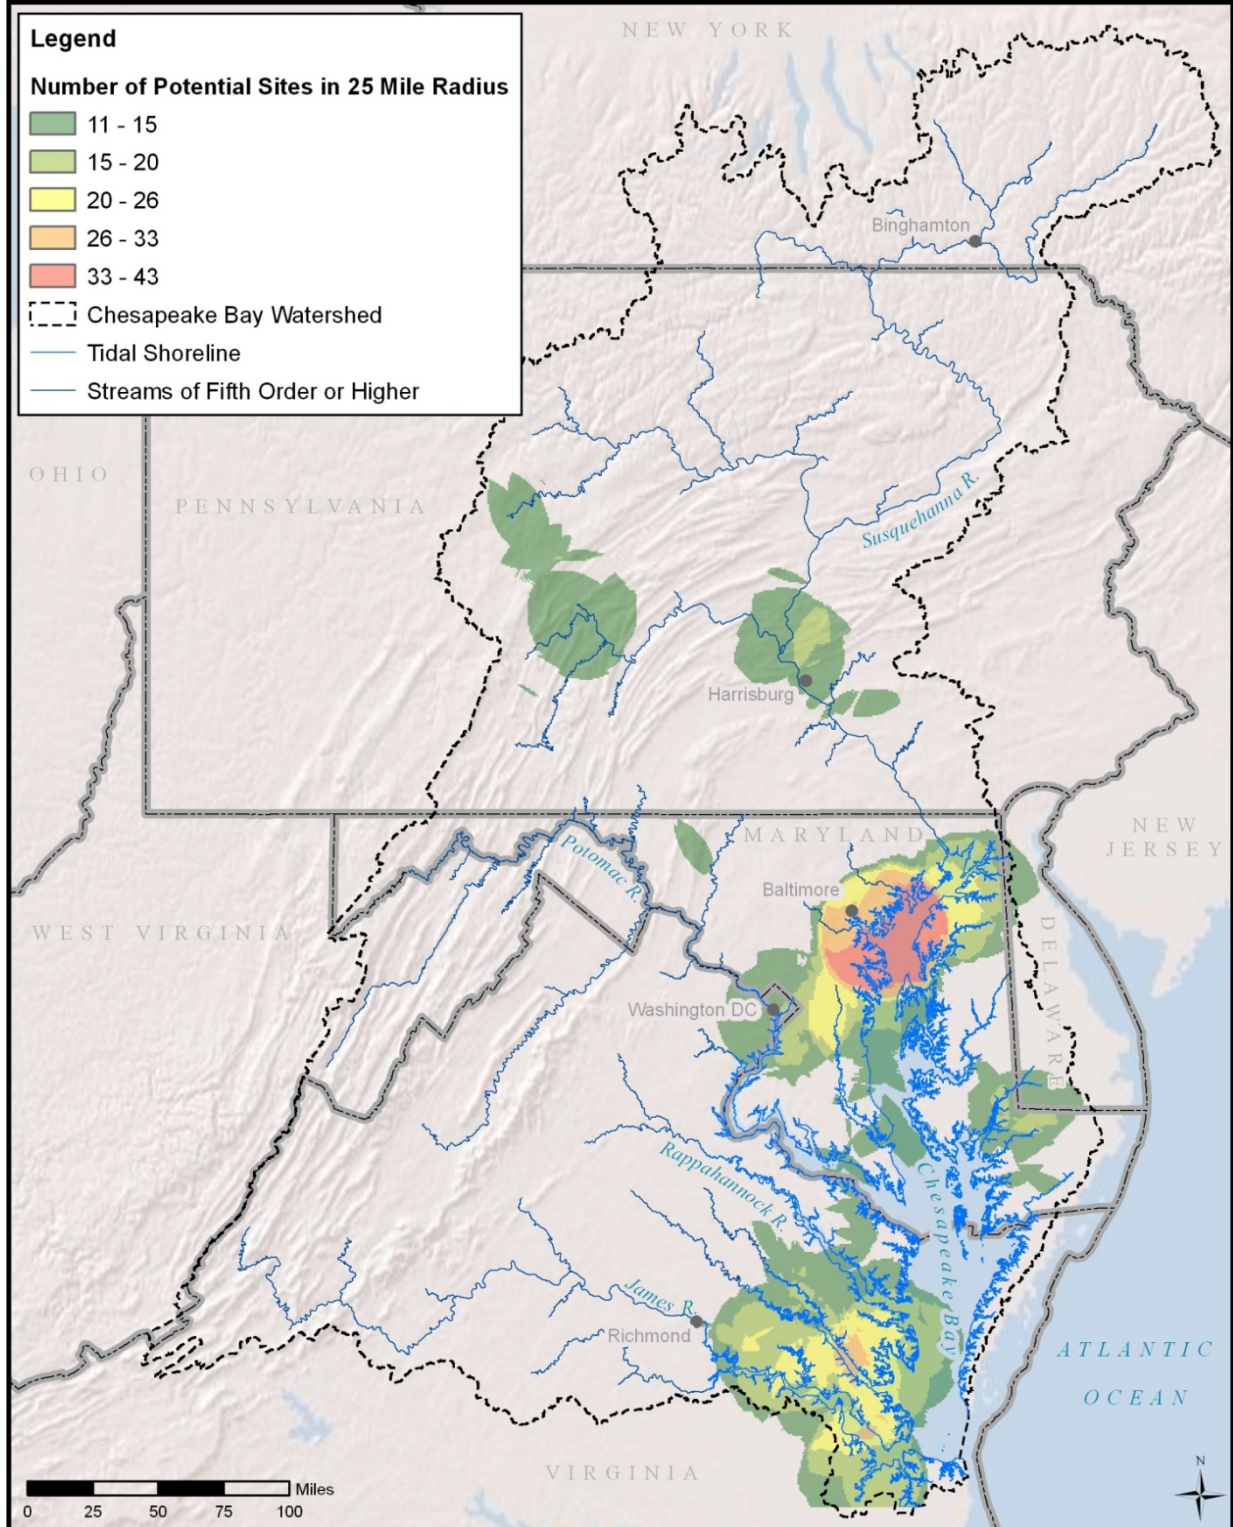 Legend
Number of Potential Sites in 25 Mile Radius
11 - 15
15 - 20
20 - 26
26 - 33
33 - 43
Chesapeake Bay Watershed
Tidal Shoreline
Streams of Fifth Order or Higher
NEW YORK
Binghamton
OHIO
PENNSYLVANIA
Susquehanna R.
Harrisburg
MARYLAND
NEW
JERSEY
Potomac R.
Baltimore
WEST VIRGINIA
DELAWARE
Washington DC
Rappahannock R.
Chesapeake Bay
James R.
Richmond
ATLANTIC
OCEAN
VIRGINIA
N
Miles
0 25 50 75 100